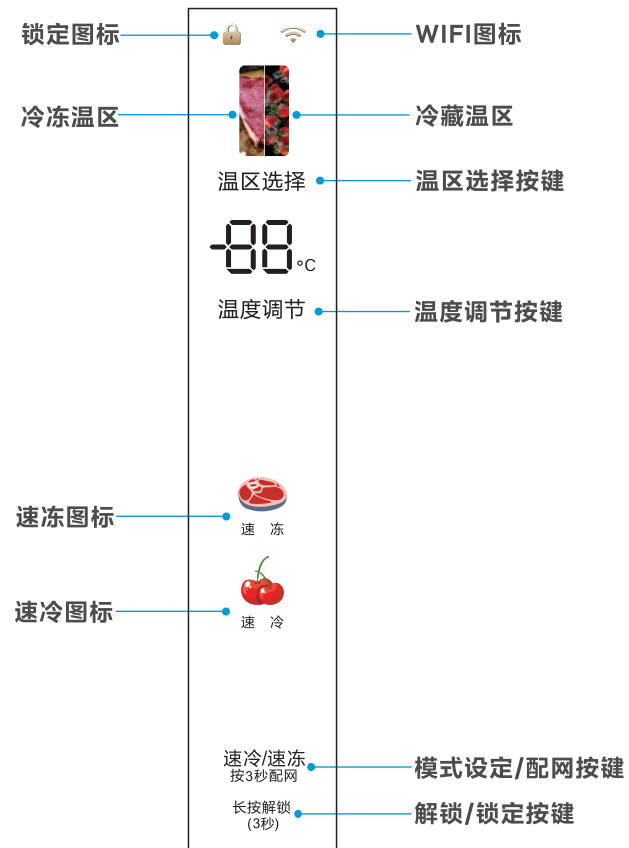 锁定图标
WIFI图标
冷冻温区
冷藏温区
温区选择
温区选择按键
-88°C
温度调节
温度调节按键
速冻图标
速 冻
速冷图标
速 冷
速冷/速冻
按3秒配网
模式设定/配网按键
长按解锁
(3秒)
解锁/锁定按键